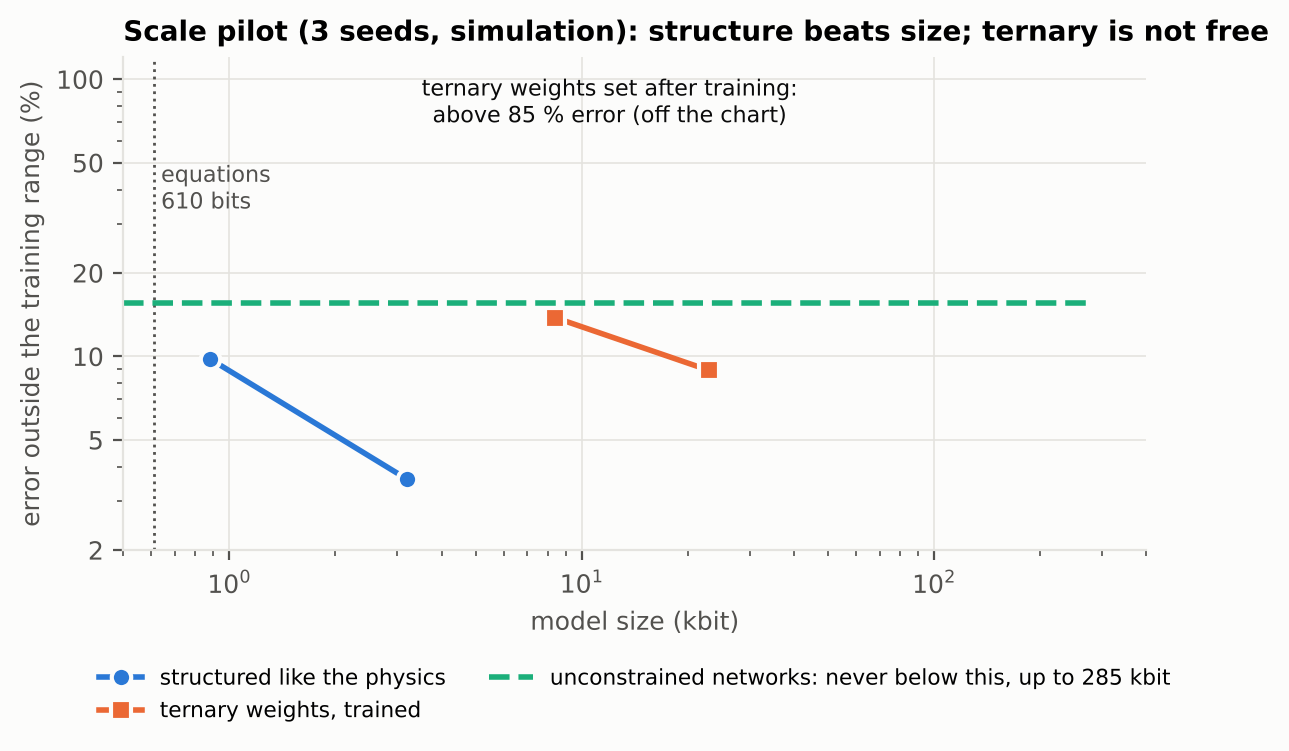 Scale pilot (3 seeds, simulation): structure beats size; ternary is not free
error outside the training range (%)
100
50
20
10
5
2
ternary weights set after training:
above 85 % error (off the chart)
equations
610 bits
10⁰
10¹
10²
model size (kbit)
structured like the physics
unconstrained networks: never below this, up to 285 kbit
ternary weights, trained